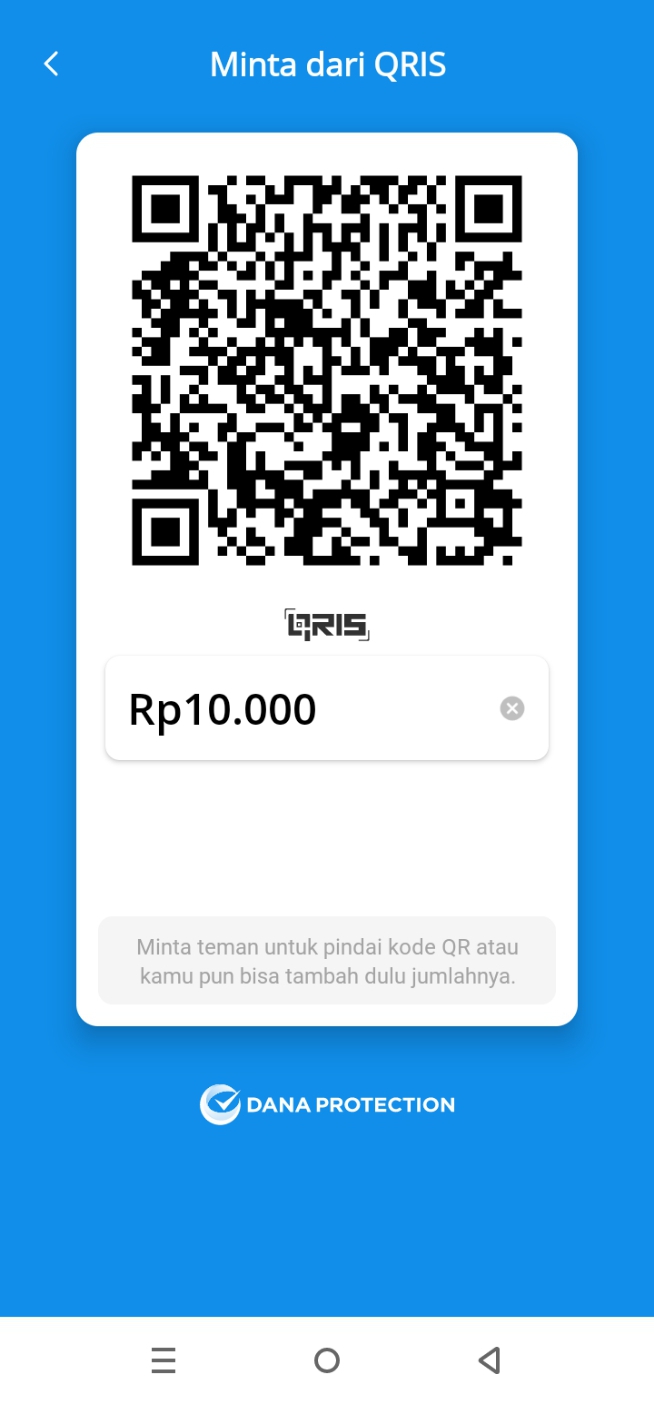 Minta dari QRIS
QRIS
Rp10.000
Minta teman untuk pindai kode QR atau
kamu pun bisa tambah dulu jumlahnya.
DANA PROTECTION